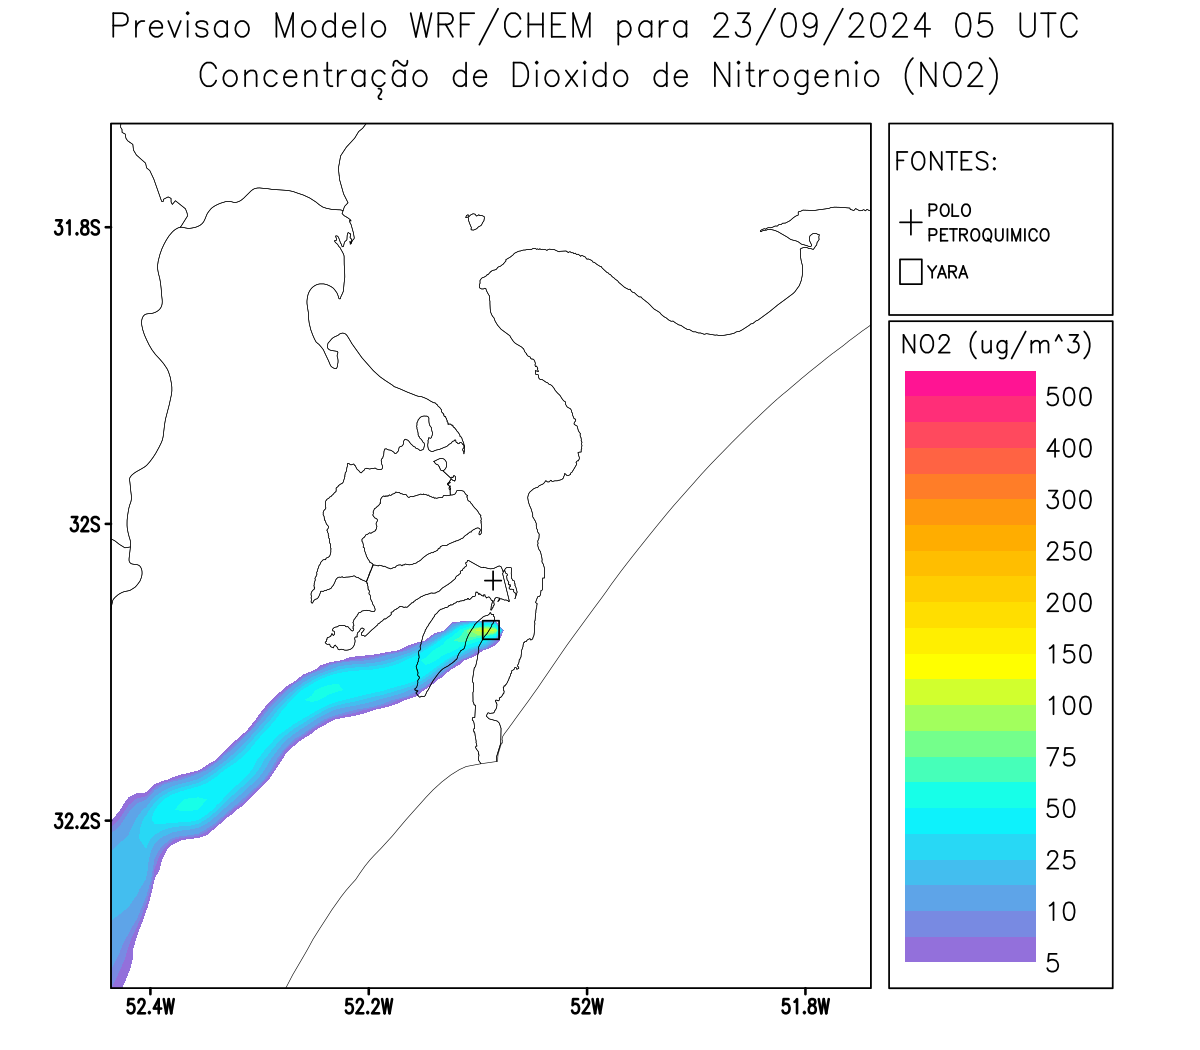 Previsao Modelo WRF/CHEM para 23/09/2024 05 UTC
Concentração de Dioxido de Nitrogenio (NO2)
FONTES:
POLO
PETROQUIMICO
YARA
31.8S
32S
32.2S
52.4W
52.2W
52W
51.8W
NO2 (ug/m^3)
500
400
300
250
200
150
100
75
50
25
10
5